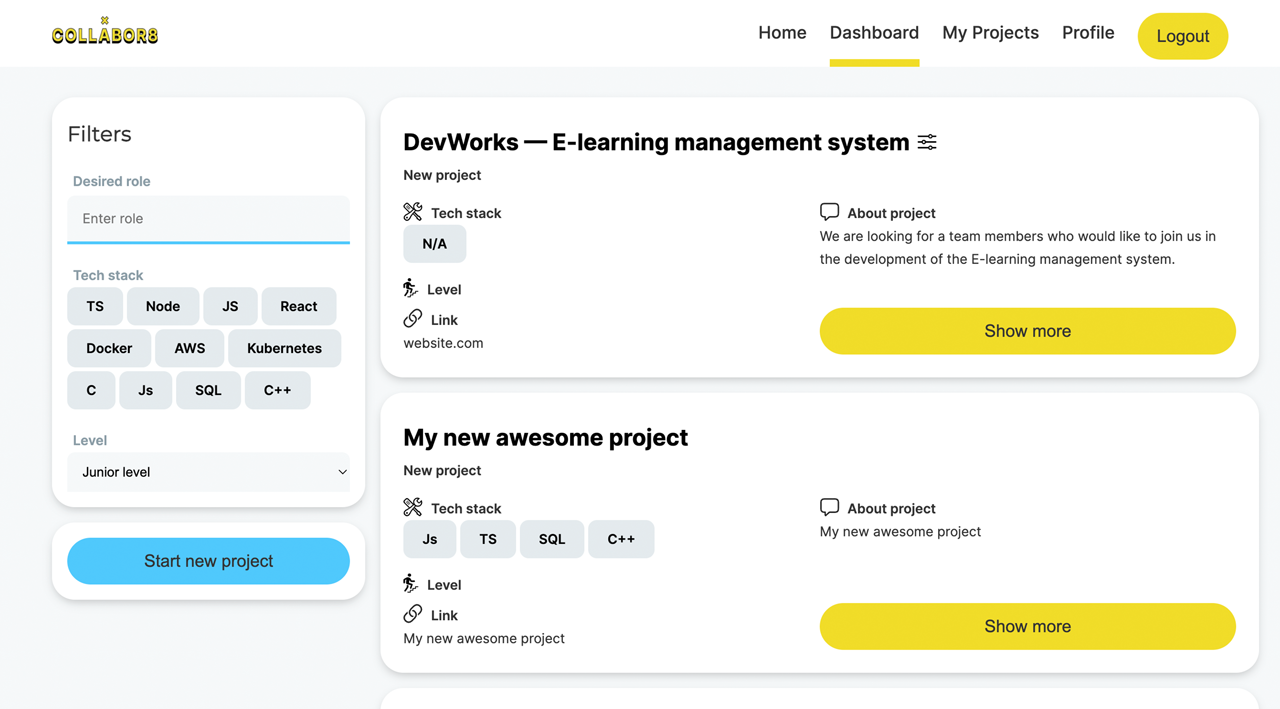 COLLABOR8
Home Dashboard My Projects Profile Logout
Filters
Desired role
Enter role
Tech stack
TS Node JS React
Docker AWS Kubernetes
C Js SQL C++
Level
Junior level
Start new project
DevWorks — E-learning management system
New project
Tech stack
N/A
Level
Link
website.com
About project
We are looking for a team members who would like to join us in
the development of the E-learning management system.
Show more
My new awesome project
New project
Tech stack
Js TS SQL C++
Level
Link
My new awesome project
About project
My new awesome project
Show more